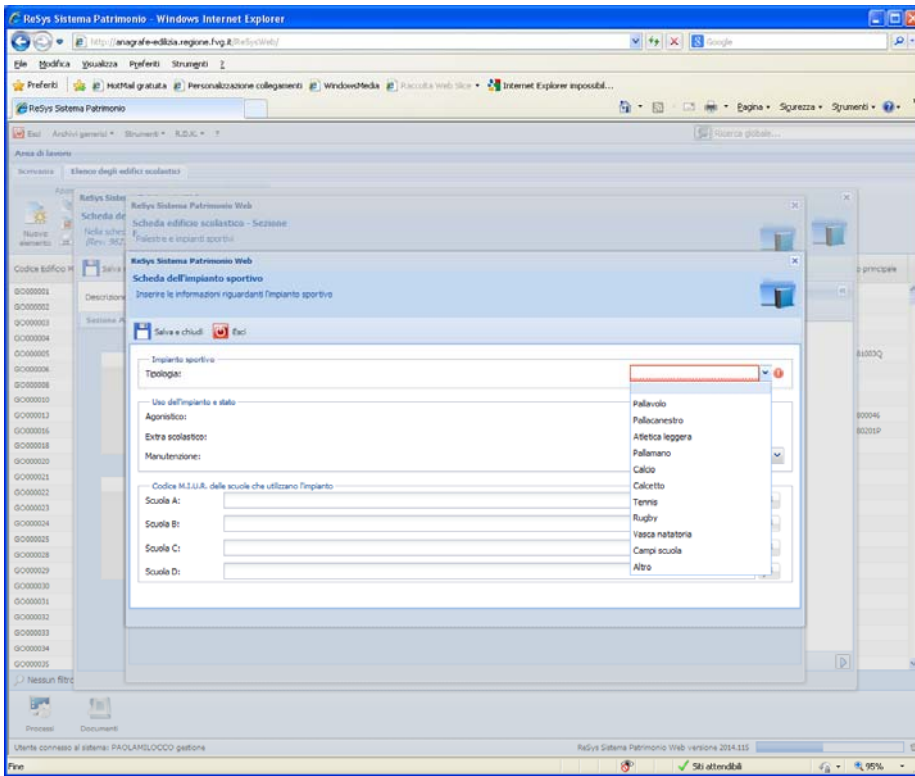 ReSys Sistema Patrimonio - Windows Internet Explorer
http://anagrafe-edilizia.regione.fvg.it/ReSysWeb/
Google
File Modifica Visualizza Preferiti Strumenti ?
Preferiti HotMail gratuita Personalizzazione collegamenti WindowsMedia Raccolta Web Slice Internet Explorer impossibil...
ReSys Sistema Patrimonio
Pagina Sicurezza Strumenti
Esci Archivi generici Strumenti R.D.K. ?
Ricerca globale...
Area di lavoro
Scrivania Elenco degli edifici scolastici
ReSys Sistema Patrimonio Web
Scheda edificio scolastico - Sezione
Palestre e impianti sportivi
Nuovo
elemento
ReSys Sistema Patrimonio Web
Scheda dell'impianto sportivo
Inserire le informazioni riguardanti l'impianto sportivo
Salva e chiudi Esci
Codice Edificio M
Descrizione
Sezione A
o principale
Impianto sportivo
Tipologia:
Uso dell'impianto e stato
Agonistico:
Extra scolastico:
Manutenzione:
Codice M.I.U.R. delle scuole che utilizzano l'impianto
Scuola A:
Scuola B:
Scuola C:
Scuola D:
Pallavolo
Pallacanestro
Atletica leggera
Pallamano
Calcio
Calcetto
Tennis
Rugby
Vasca natatoria
Campi scuola
Altro
GO000001
GO000002
GO000003
GO000004
GO000005
GO000006
GO000008
GO000010
GO000013
GO000016
GO000018
GO000020
GO000021
GO000022
GO000023
GO000024
GO000025
GO000028
GO000029
GO000030
GO000031
GO000032
GO000033
GO000034
GO000035
Nessun filtro
Processi Documenti
Utente connesso al sistema: PAOLAMILOCCO gestione
ReSys Sistema Patrimonio Web versione 2014.115
Fine
Siti attendibili
95%